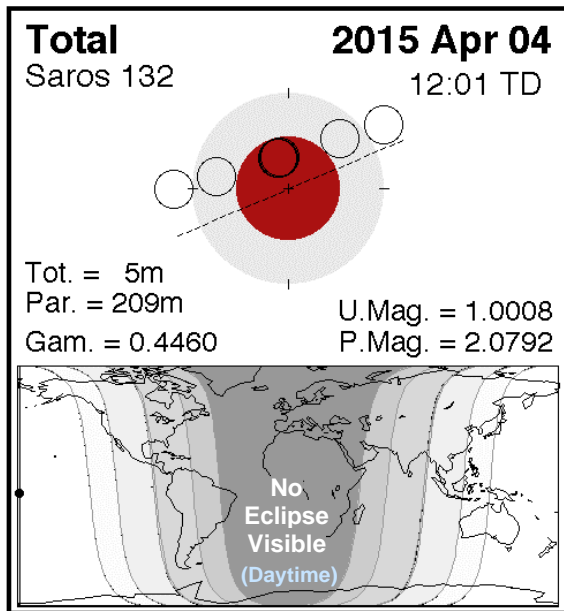 Total 2015 Apr 04
Saros 132 12:01 TD
Tot. = 5m
Par. = 209m
U.Mag. = 1.0008
Gam. = 0.4460
P.Mag. = 2.0792
No
Eclipse
Visible
(Daytime)